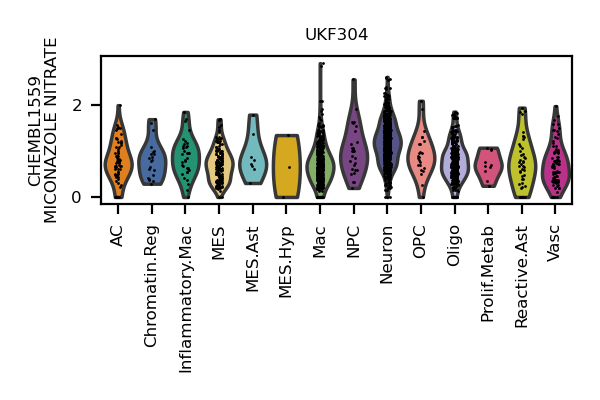 UKF304
CHEMBL1559
MICONAZOLE NITRATE
2
0
AC
Chromatin.Reg
Inflammatory.Mac
MES
MES.Ast
MES.Hyp
Mac
NPC
Neuron
OPC
Oligo
Prolif.Metab
Reactive.Ast
Vasc